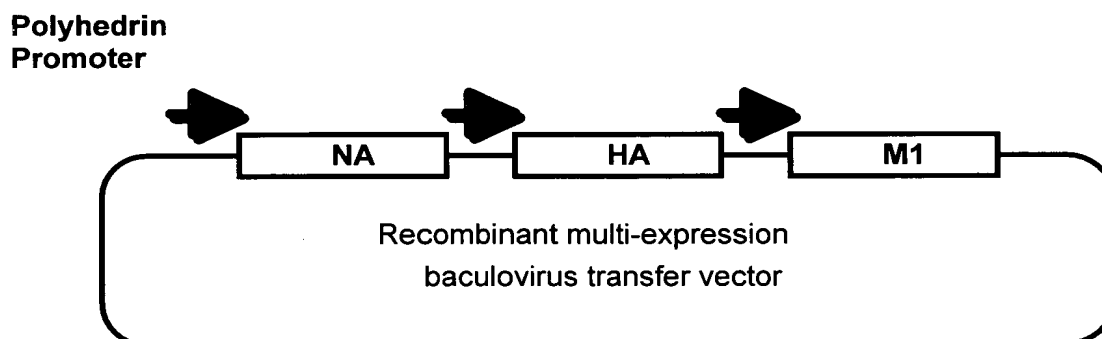 Polyhedrin
Promoter
NA
HA
M1
Recombinant multi-expression
baculovirus transfer vector